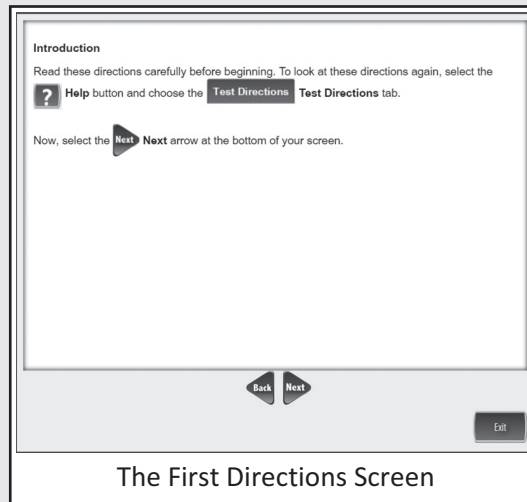 Introduction
Read these directions carefully before beginning. To look at these directions again, select the
? Help button and choose the Test Directions Test Directions tab.
Now, select the Next Next arrow at the bottom of your screen.
Back Next
Exit
The First Directions Screen